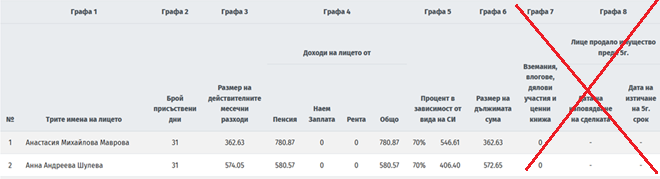 Графа 1 Графа 2 Графа 3 Графа 4 Графа 5 Графа 6 Графа 7 Графа 8
№
Трите имена на лицето
Брой
присъствени
дни
Размер на
действителните
месечни
разходи
Доходи на лицето от
Пенсия
Наем
Заплата
Рента
Общо
Процент в
зависимост от
вида на СИ
Размер на
дължимата
сума
Вземания,
влогове,
дялови
участия и
ценни
книжа
Лице продало имущество
преди 5г.
Дата на
изповядване
на сделката
Дата на
изтичане
на 5г.
срок
1 Анастасия Михайлова Маврова 31 362.63 780.87 0 0 780.87 70% 546.61 362.63 0 - -
2 Анна Андреева Шулева 31 574.05 580.57 0 0 580.57 70% 406.40 572.65 0 - -